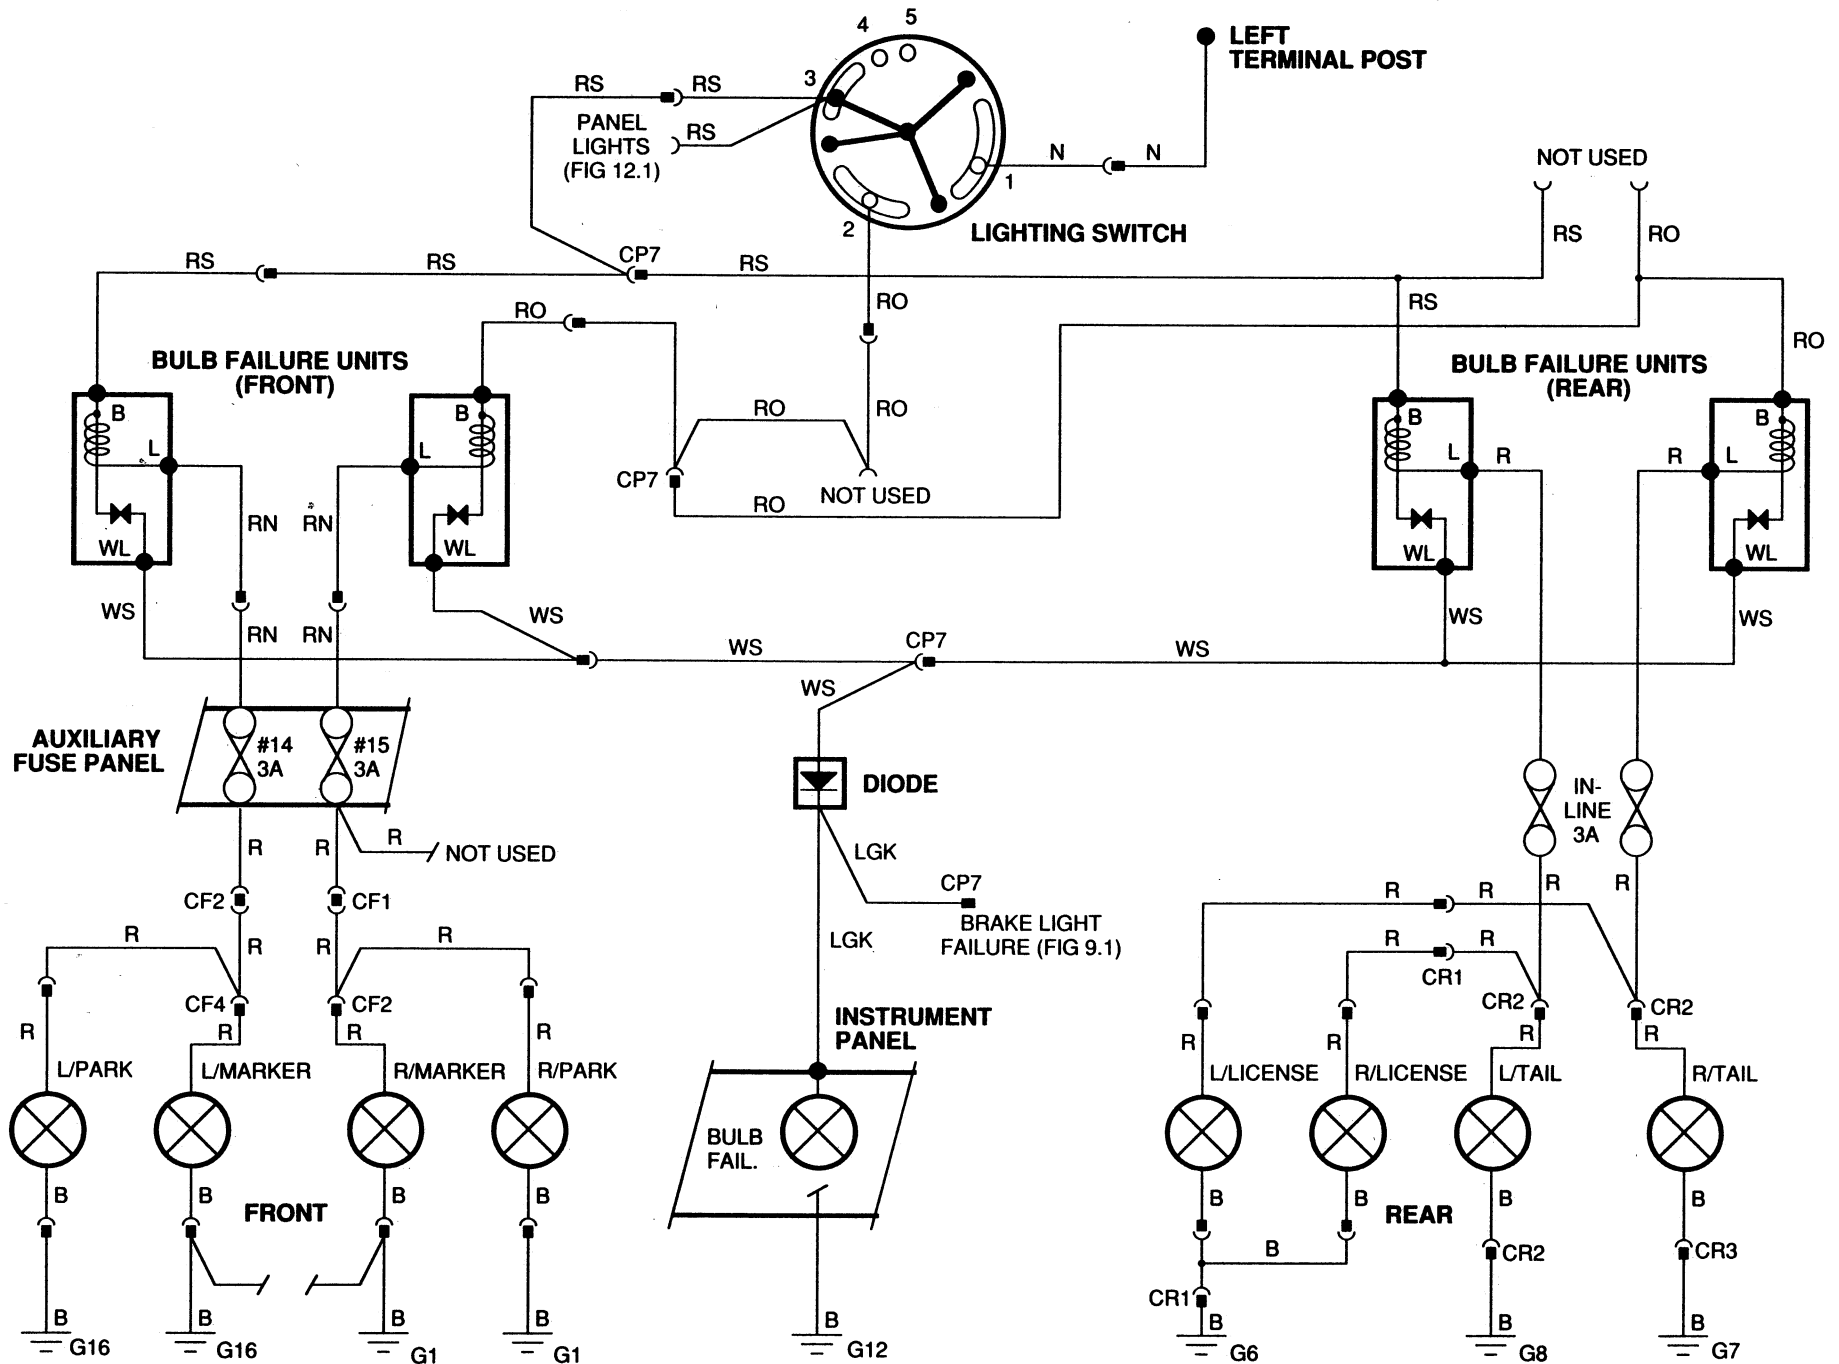 4
5
LEFT
TERMINAL POST
3
RS
RS
PANEL
LIGHTS
(FIG 12.1)
RS
N
N
1
NOT USED
2
LIGHTING SWITCH
RS
RO
RS
RS
CP7
RS
RS
RO
RO
RO
BULB FAILURE UNITS
(FRONT)
BULB FAILURE UNITS
(REAR)
B
L
WL
B
L
WL
RO
RO
CP7
NOT USED
RO
B
L
R
WL
R
B
L
WL
RN
RN
WS
WS
RN
RN
WS
CP7
WS
WS
WS
WS
AUXILIARY
FUSE PANEL
#14
3A
#15
3A
DIODE
IN-
LINE
3A
R
R
R
NOT USED
LGK
CP7
BRAKE LIGHT
FAILURE (FIG 9.1)
LGK
R
R
R
R
CF2
CF1
R
R
R
R
R
R
CR1
CF4
CF2
CR2
CR2
R
R
R
R
INSTRUMENT
PANEL
R
R
R
R
L/PARK
L/MARKER
R/MARKER
R/PARK
L/LICENSE
R/LICENSE
L/TAIL
R/TAIL
BULB
FAIL.
B
B
B
B
FRONT
B
B
REAR
B
B
B
CR2
CR3
CR1
B
B
B
B
B
B
B
B
G16
G16
G1
G1
G12
G6
G8
G7